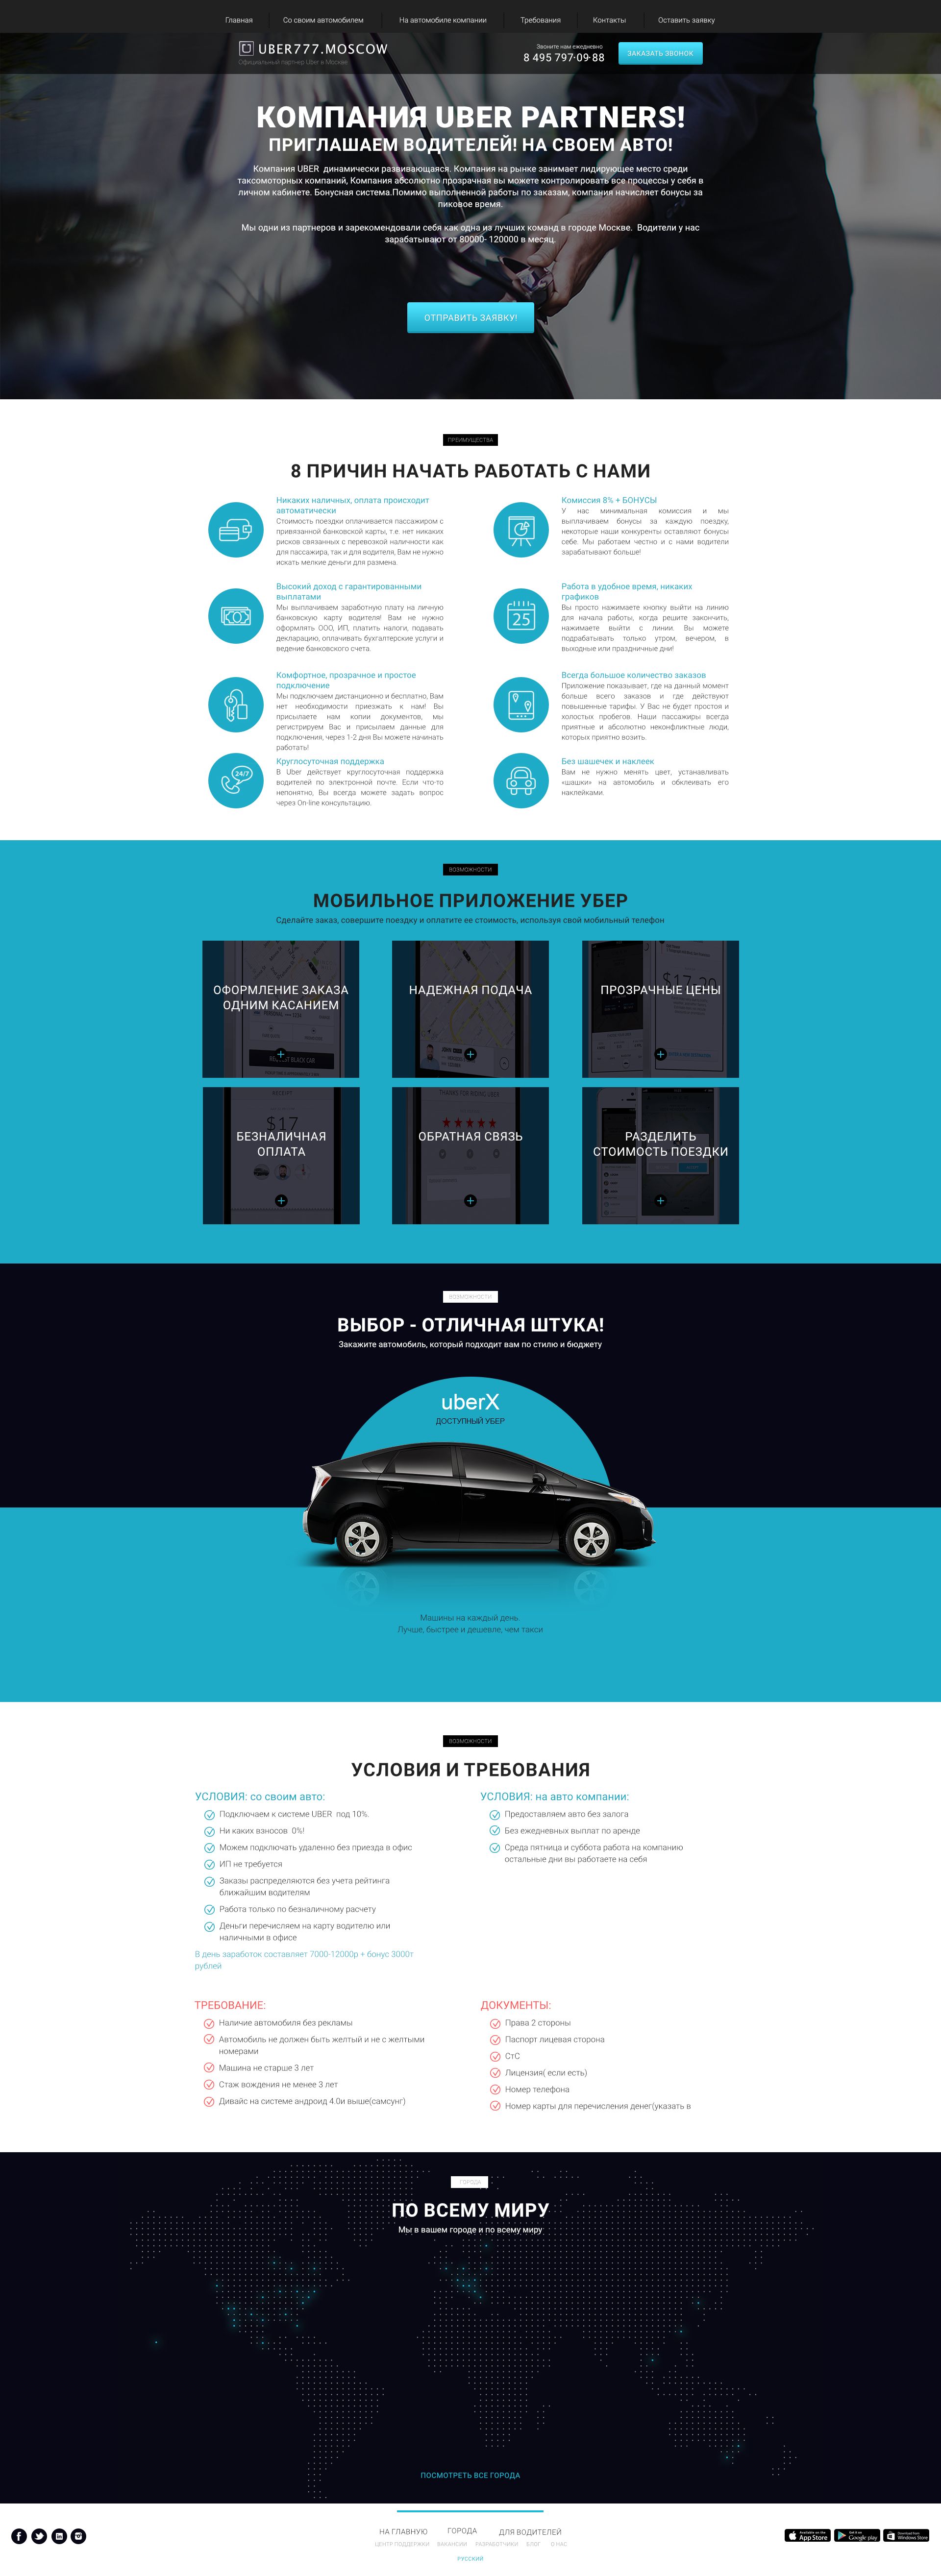 Главная
Со своим автомобилем
На автомобиле компании
Требования
Контакты
Оставить заявку
UBER777.MOSCOW
Официальный партнер Uber в Москве
Звоните нам ежедневно
8 495 797-09-88
ЗАКАЗАТЬ ЗВОНОК
КОМПАНИЯ UBER PARTNERS!
ПРИГЛАШАЕМ ВОДИТЕЛЕЙ! НА СВОЕМ АВТО!
Компания UBER динамически развивающаяся. Компания на рынке занимает лидирующее место среди
таксомоторных компаний, Компания абсолютно прозрачная вы можете контролировать все процессы у себя в
личном кабинете. Бонусная система.Помимо выполненной работы по заказам, компания начисляет бонусы за
пиковое время.
Мы одни из партнеров и зарекомендовали себя как одна из лучших команд в городе Москве. Водители у нас
зарабатывают от 80000- 120000 в месяц.
ОТПРАВИТЬ ЗАЯВКУ!
ПРЕИМУЩЕСТВА
8 ПРИЧИН НАЧАТЬ РАБОТАТЬ С НАМИ
Никаких наличных, оплата происходит
автоматически
Стоимость поездки оплачивается пассажиром с
привязанной банковской карты, т.е. нет никаких
рисков связанных с перевозкой наличности как
для пассажира, так и для водителя, Вам не нужно
искать мелкие деньги для размена.
Комиссия 8% + БОНУСЫ
У нас минимальная комиссия и мы
выплачиваем бонусы за каждую поездку,
некоторые наши конкуренты оставляют бонусы
себе. Мы работаем честно и с нами водители
зарабатывают больше!
Высокий доход с гарантированными
выплатами
Мы выплачиваем заработную плату на личную
банковскую карту водителя! Вам не нужно
оформлять ООО, ИП, платить налоги, подавать
декларацию, оплачивать бухгалтерские услуги и
ведение банковского счета.
25
Работа в удобное время, никаких
графиков
Вы просто нажимаете кнопку выйти на линию
для начала работы, когда решите закончить,
нажимаете выйти с линии. Вы можете
подрабатывать только утром, вечером, в
выходные или праздничные дни!
Комфортное, прозрачное и простое
подключение
Мы подключаем дистанционно и бесплатно, Вам
нет необходимости приезжать к нам! Вы
присылаете нам копии документов, мы
регистрируем Вас и присылаем данные для
подключения, через 1-2 дня Вы можете начинать
работать!
Всегда большое количество заказов
Приложение показывает, где на данный момент
больше всего заказов и где действуют
повышенные тарифы. У Вас не будет простоя и
холостых пробегов. Наши пассажиры всегда
приятные и абсолютно неконфликтные люди,
которых приятно возить.
24/7
Круглосуточная поддержка
В Uber действует круглосуточная поддержка
водителей по электронной почте. Если что-то
непонятно, Вы всегда можете задать вопрос
через On-line консультацию.
Без шашечек и наклеек
Вам не нужно менять цвет, устанавливать
«шашки» на автомобиль и обклеивать его
наклейками.
ВОЗМОЖНОСТИ
МОБИЛЬНОЕ ПРИЛОЖЕНИЕ УБЕР
Сделайте заказ, совершите поездку и оплатите ее стоимость, используя свой мобильный телефон
ОФОРМЛЕНИЕ ЗАКАЗА
ОДНИМ КАСАНИЕМ
НАДЕЖНАЯ ПОДАЧА
ПРОЗРАЧНЫЕ ЦЕНЫ
RECEIPT
$17
БЕЗНАЛИЧНАЯ
ОПЛАТА
THANKS FOR RIDING UBER
ОБРАТНАЯ СВЯЗЬ
РАЗДЕЛИТЬ
СТОИМОСТЬ ПОЕЗДКИ
ВОЗМОЖНОСТИ
ВЫБОР - ОТЛИЧНАЯ ШТУКА!
Закажите автомобиль, который подходит вам по стилю и бюджету
uberX
ДОСТУПНЫЙ УБЕР
Машины на каждый день.
Лучше, быстрее и дешевле, чем такси
ВОЗМОЖНОСТИ
УСЛОВИЯ И ТРЕБОВАНИЯ
УСЛОВИЯ: со своим авто:
Подключаем к системе UBER под 10%.
Ни каких взносов 0%!
Можем подключать удаленно без приезда в офис
ИП не требуется
Заказы распределяются без учета рейтинга
ближайшим водителям
Работа только по безналичному расчету
Деньги перечисляем на карту водителю или
наличными в офисе
В день заработок составляет 7000-12000р + бонус 3000т
рублей
УСЛОВИЯ: на авто компании:
Предоставляем авто без залога
Без ежедневных выплат по аренде
Среда пятница и суббота работа на компанию
остальные дни вы работаете на себя
ТРЕБОВАНИЕ:
Наличие автомобиля без рекламы
Автомобиль не должен быть желтый и не с желтыми
номерами
Машина не старше 3 лет
Стаж вождения не менее 3 лет
Дивайс на системе андроид 4.0и выше(самсунг)
ДОКУМЕНТЫ:
Права 2 стороны
Паспорт лицевая сторона
СтС
Лицензия( если есть)
Номер телефона
Номер карты для перечисления денег(указать в
ГОРОДА
ПО ВСЕМУ МИРУ
Мы в вашем городе и по всему миру
ПОСМОТРЕТЬ ВСЕ ГОРОДА
НА ГЛАВНУЮ
ГОРОДА
ДЛЯ ВОДИТЕЛЕЙ
ЦЕНТР ПОДДЕРЖКИ
ВАКАНСИИ
РАЗРАБОТЧИКИ
БЛОГ
О НАС
РУССКИЙ
Available on the
App Store
Get it on
Google play
Download from
Windows Store